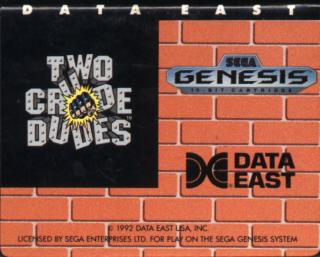 DATA EAST
TWO
CRUDE
DUDES
TM
SEGA
GENESIS
16-BIT CARTRIDGE
DATA
EAST
© 1992 DATA EAST USA, INC.
LICENSED BY SEGA ENTERPRISES LTD. FOR PLAY ON THE SEGA GENESIS SYSTEM